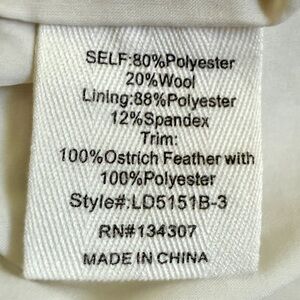 SELF:80%Polyester
20%Wool
Lining:88%Polyester
12%Spandex
Trim:
100%Ostrich Feather with
100%Polyester
Style#:LD5151B-3
RN#134307
MADE IN CHINA